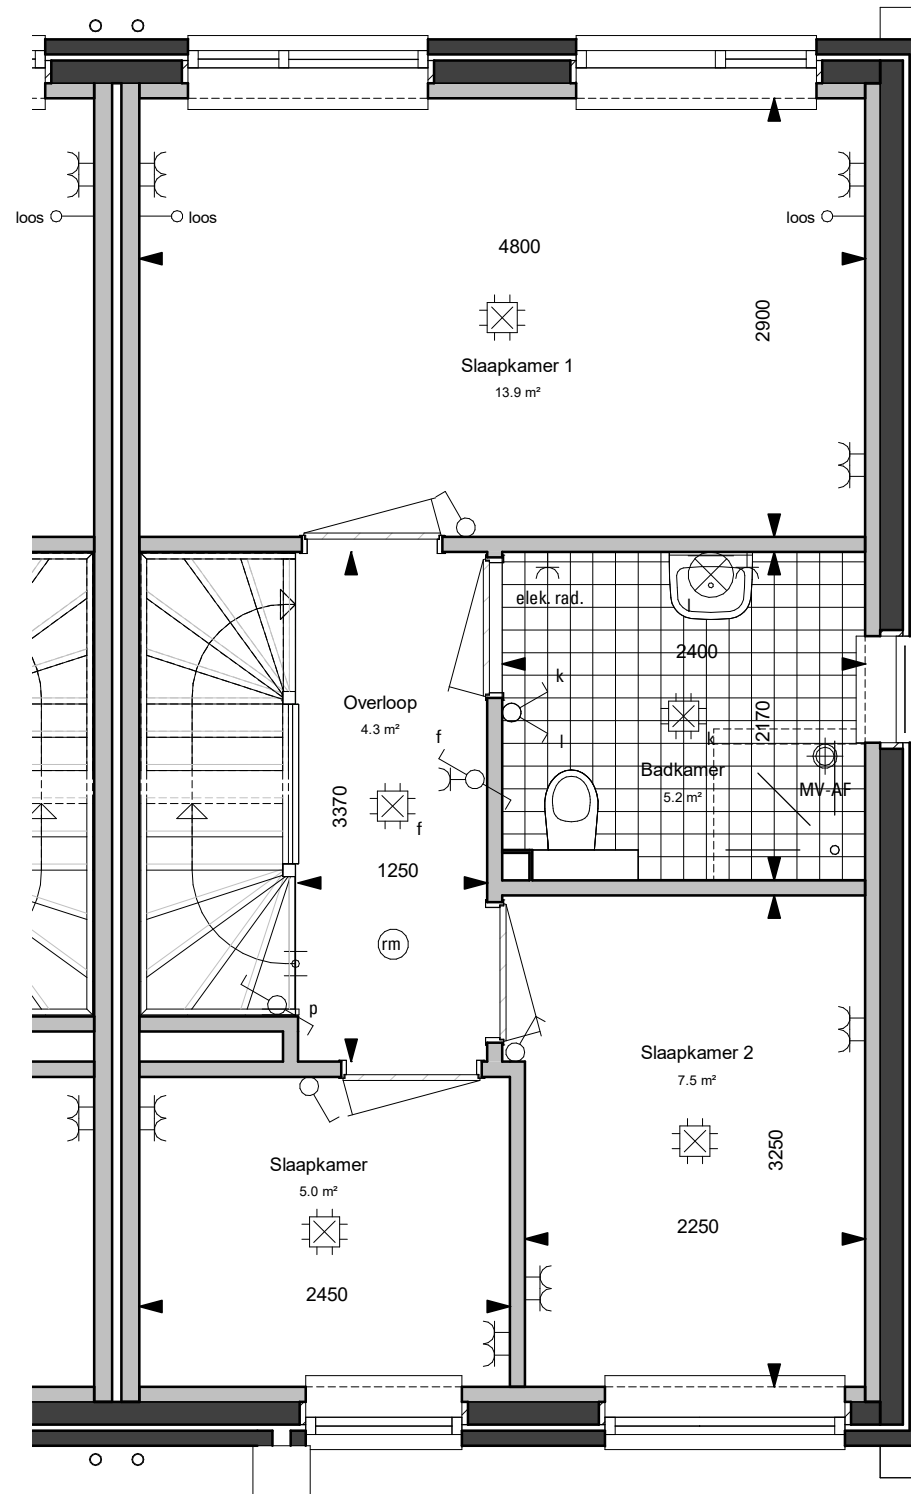 loos
loos
loos
4800
2900
Slaapkamer 1
13.9 m²
elek. rad.
l
2400
k
Overloop
4.3 m²
2170
f
l
k
Badkamer
5.2 m²
MV-AF
3370
f
1250
rm
p
Slaapkamer 2
7.5 m²
3250
Slaapkamer
5.0 m²
2250
2450